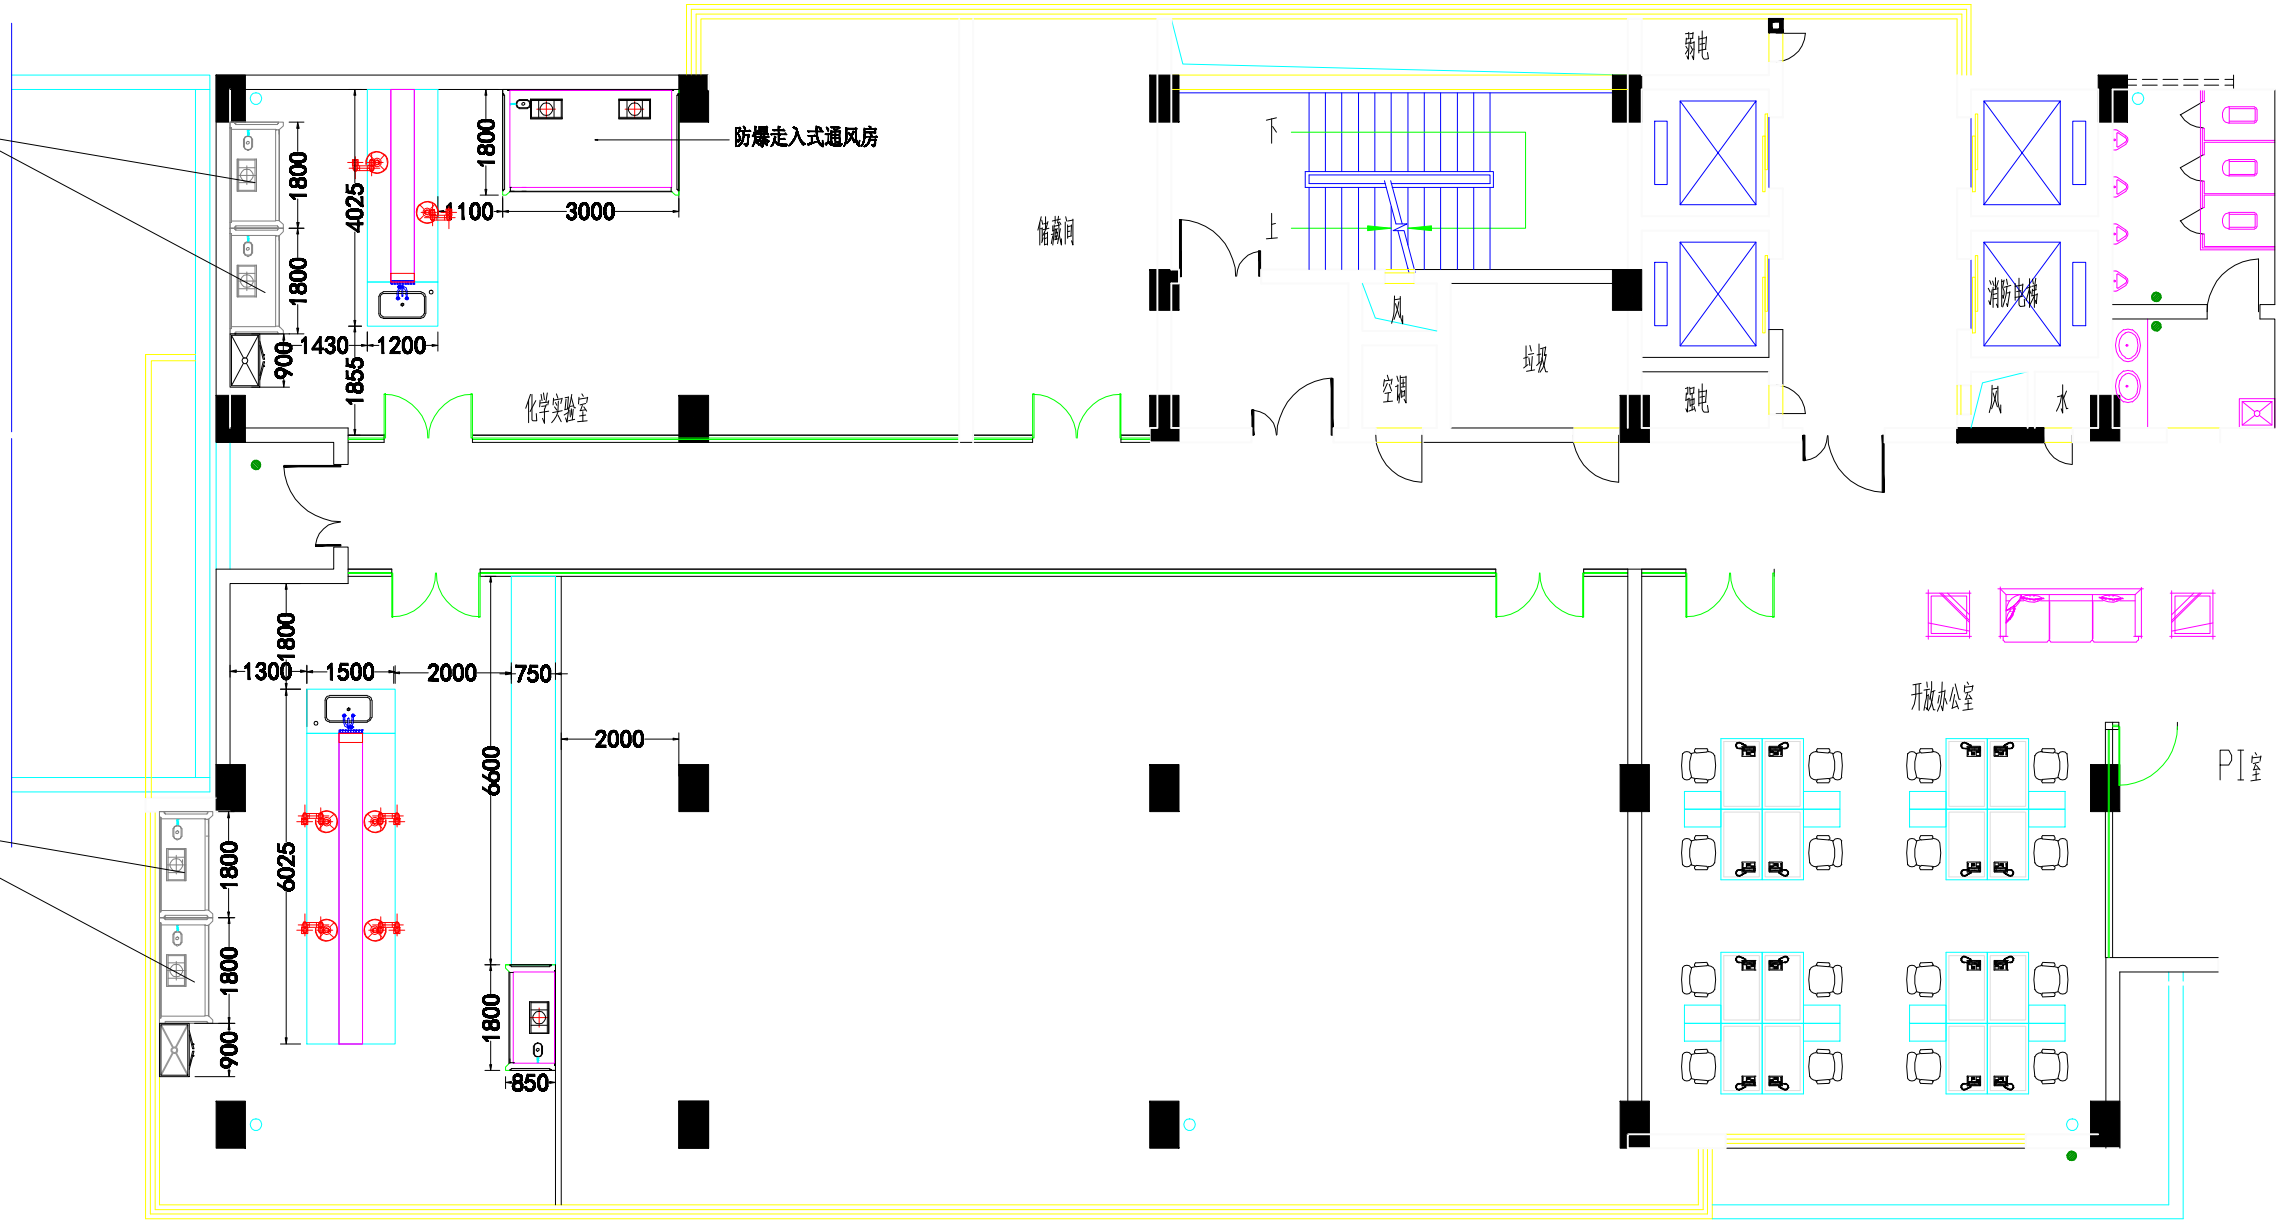 弱电
防爆走入式通风房
下
1800
1800
4025
1100
3000
上
储藏间
1800
消防电梯
风
1430
1200
900
1855
垃圾
空调
强电
风
水
化学实验室
1800
1300
1500
2000
750
开放办公室
2000
6600
PI室
6025
1800
1800
1800
900
850